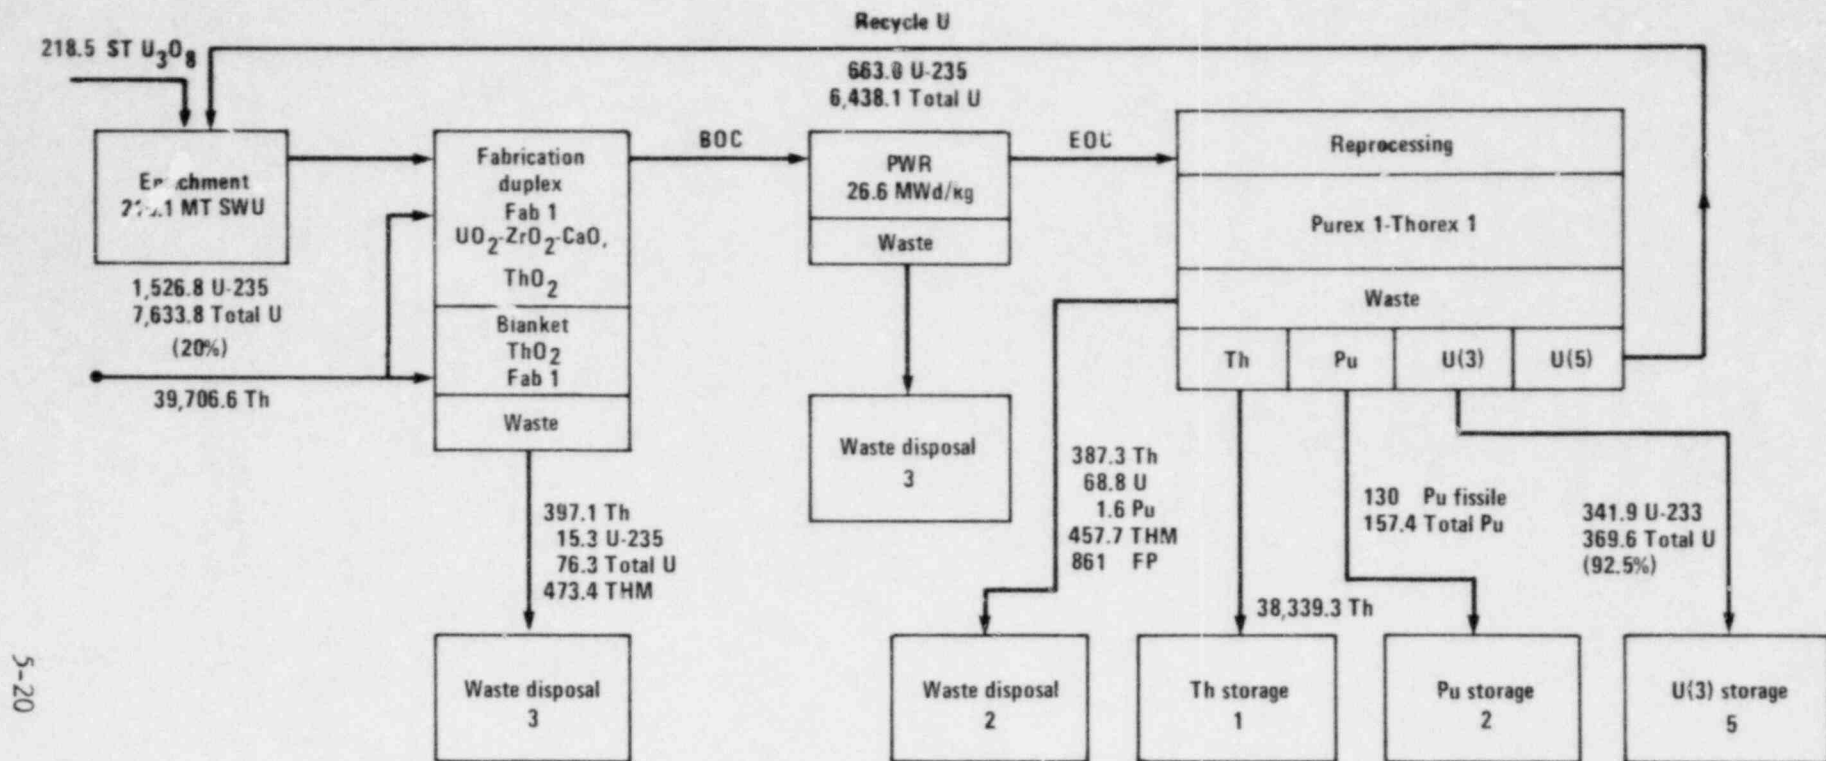 Recycle U
218.5 ST U3O8
663.8 U-235
6,438.1 Total U
Enrichment
MT SWU
Fabrication
duplex
Fab 1
UO2-ZrO2-CaO,
ThO2
Blanket
ThO2
Fab 1
Waste
BOC
PWR
26.6 MWd/kg
Waste
EOC
Reprocessing
Purex 1-Thorex 1
Waste
Th
Pu
U(3)
U(5)
1,526.8 U-235
7,633.8 Total U
(20%)
39,706.6 Th
Waste disposal
3
397.1 Th
15.3 U-235
76.3 Total U
473.4 THM
387.3 Th
68.8 U
1.6 Pu
457.7 THM
861 FP
130 Pu fissile
157.4 Total Pu
341.9 U-233
369.6 Total U
(92.5%)
38,339.3 Th
Waste disposal
3
Waste disposal
2
Th storage
1
Pu storage
2
U(3) storage
5
5-20